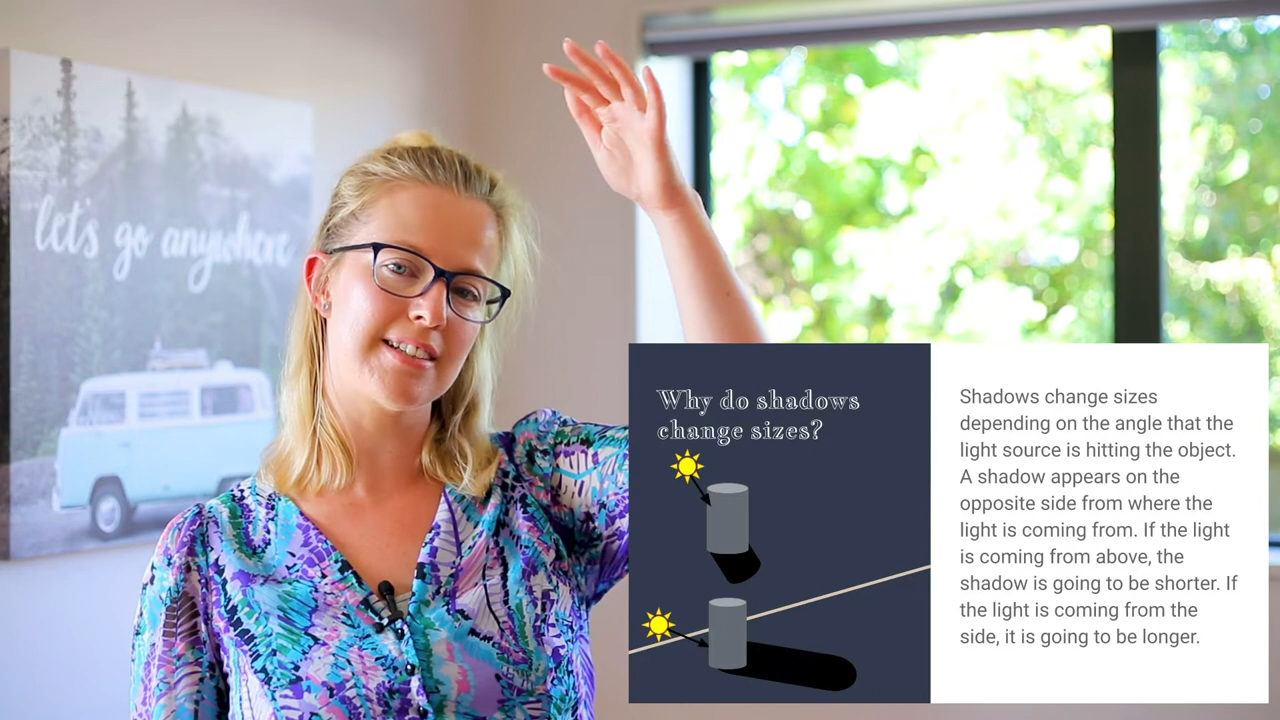 let's go anywhere
Why do shadows
change sizes?
Shadows change sizes
depending on the angle that the
light source is hitting the object.
A shadow appears on the
opposite side from where the
light is coming from. If the light
is coming from above, the
shadow is going to be shorter. If
the light is coming from the
side, it is going to be longer.